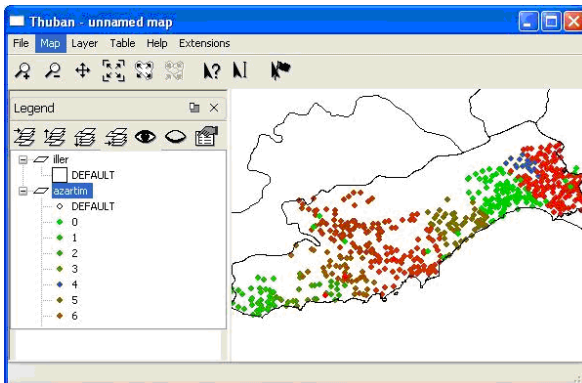 Thuban - unnamed map
File Map Layer Table Help Extensions
Legend
iller
DEFAULT
azartim
DEFAULT
0
1
2
3
4
5
6